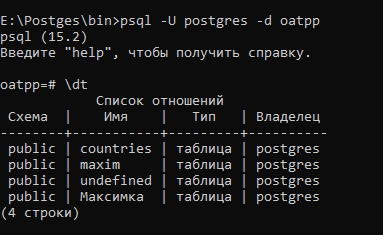 E:\Postges\bin>psql -U postgres -d oatpp
psql (15.2)
Введите "help", чтобы получить справку.
oatpp=# \dt
Список отношений
Схема | Имя | Тип | Владелец
--------+-----------+---------+----------
public | countries | таблица | postgres
public | maxim | таблица | postgres
public | undefined | таблица | postgres
public | Максимка | таблица | postgres
(4 строки)